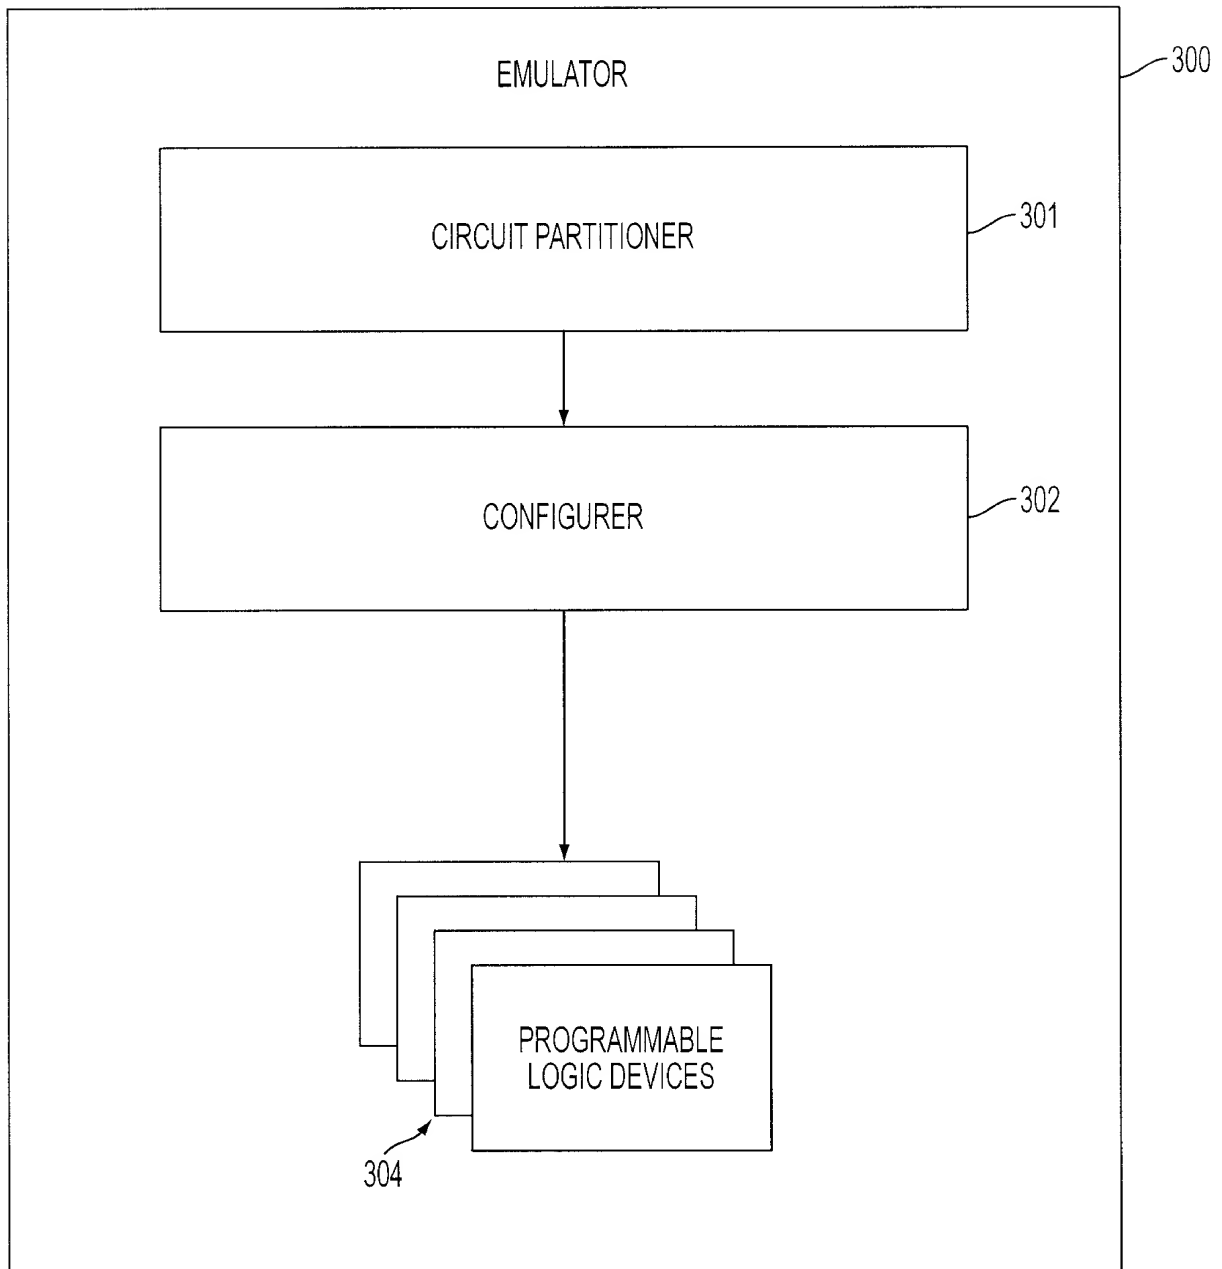 EMULATOR
300
CIRCUIT PARTITIONER
301
CONFIGURER
302
PROGRAMMABLE
LOGIC DEVICES
304